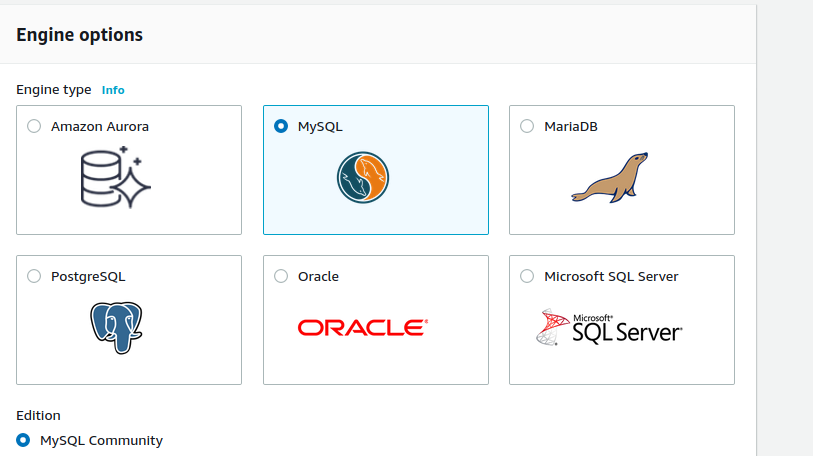 Engine options
Engine type Info
Amazon Aurora
MySQL
MariaDB
PostgreSQL
Oracle
ORACLE®
Microsoft SQL Server
Microsoft®
SQL Server®
Edition
MySQL Community